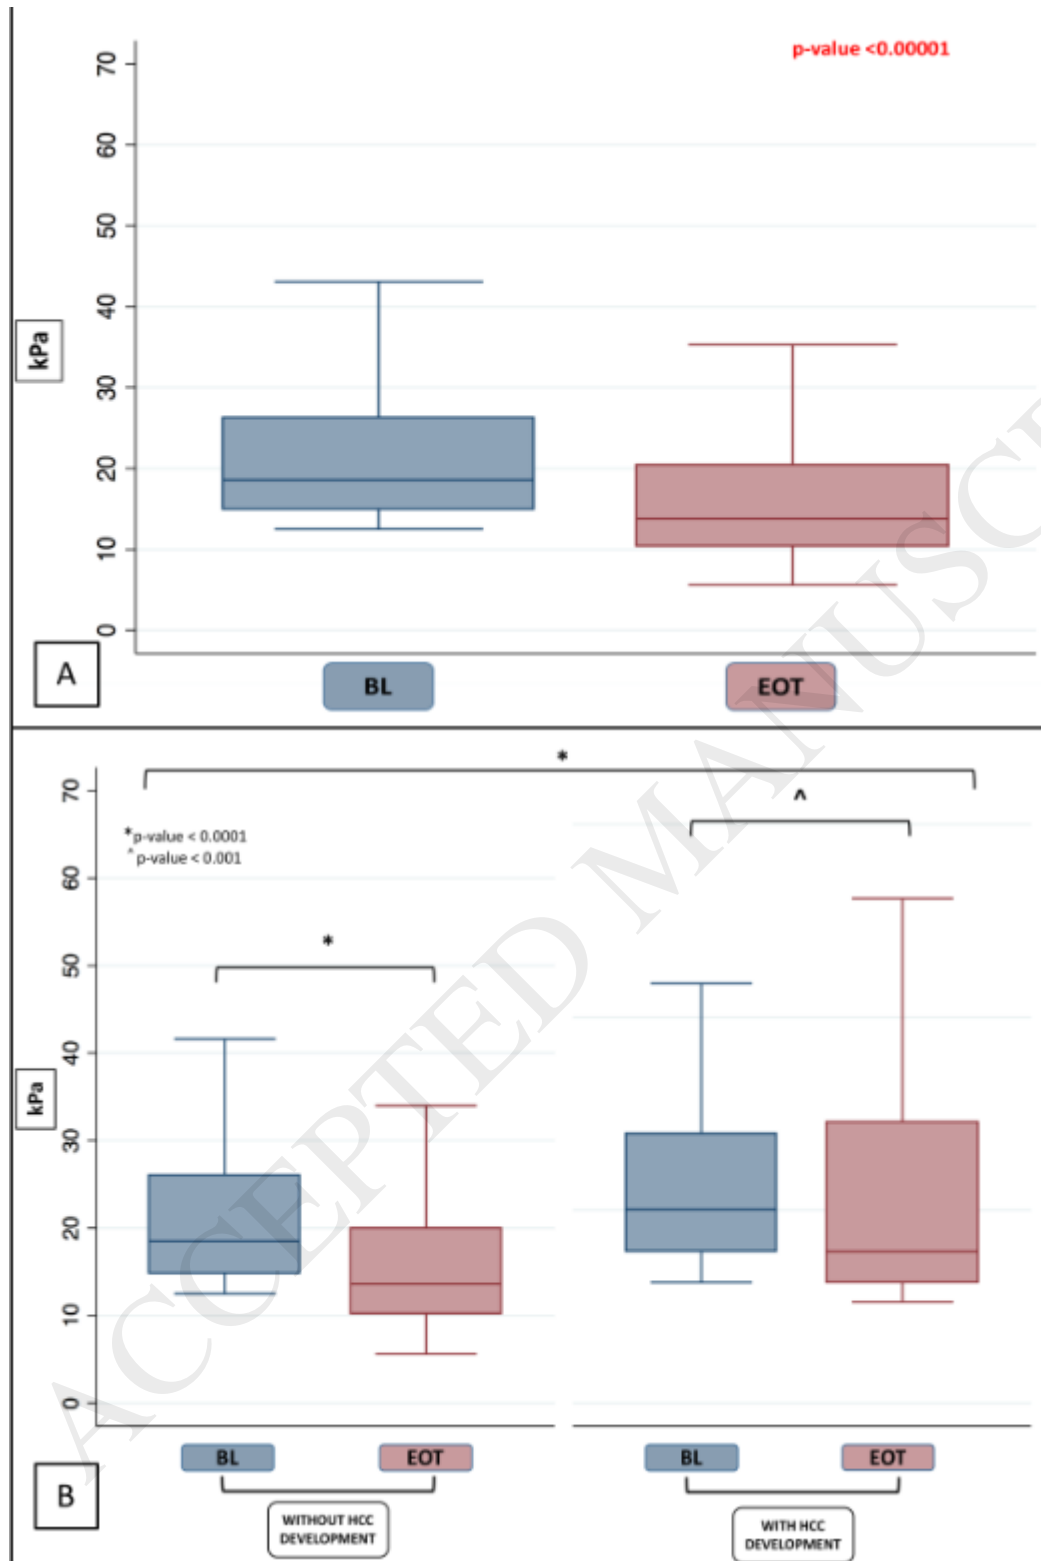 p-value <0.00001
70
60
50
40
30
20
10
0
kPa
A
BL
EOT
*
^
70
60
50
40
30
20
10
0
*p-value < 0.0001
^ p-value < 0.001
*
kPa
B
BL
EOT
BL
EOT
WITHOUT HCC
DEVELOPMENT
WITH HCC
DEVELOPMENT
ACCEPTED MANUSC